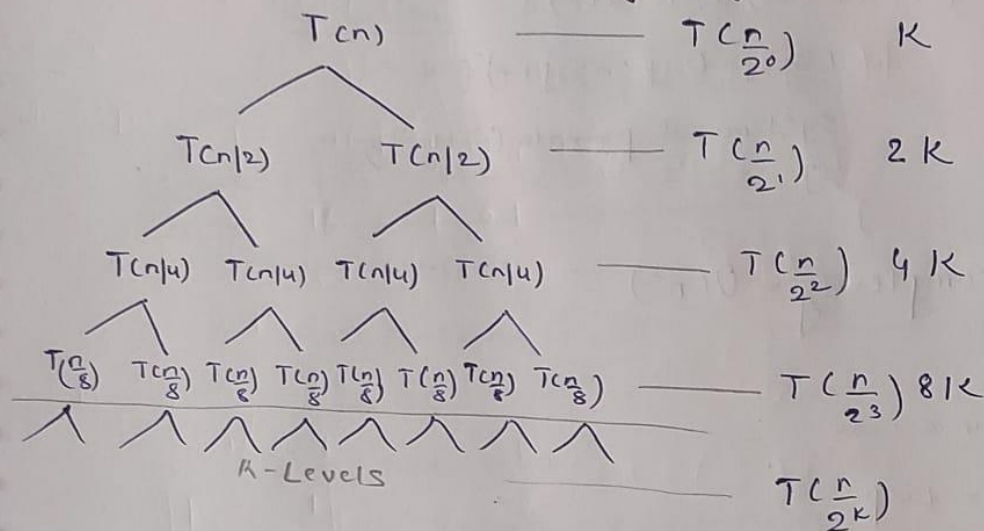 T(n) T(n/2⁰) K
T(n/2) T(n/2) T(n/2¹) 2K
T(n/4) T(n/4) T(n/4) T(n/4) T(n/2²) 4K
T(n/8) T(n/8) T(n/8) T(n/8) T(n/8) T(n/8) T(n/8) T(n/8) T(n/2³) 8K
K-Levels T(n/2ᴷ)